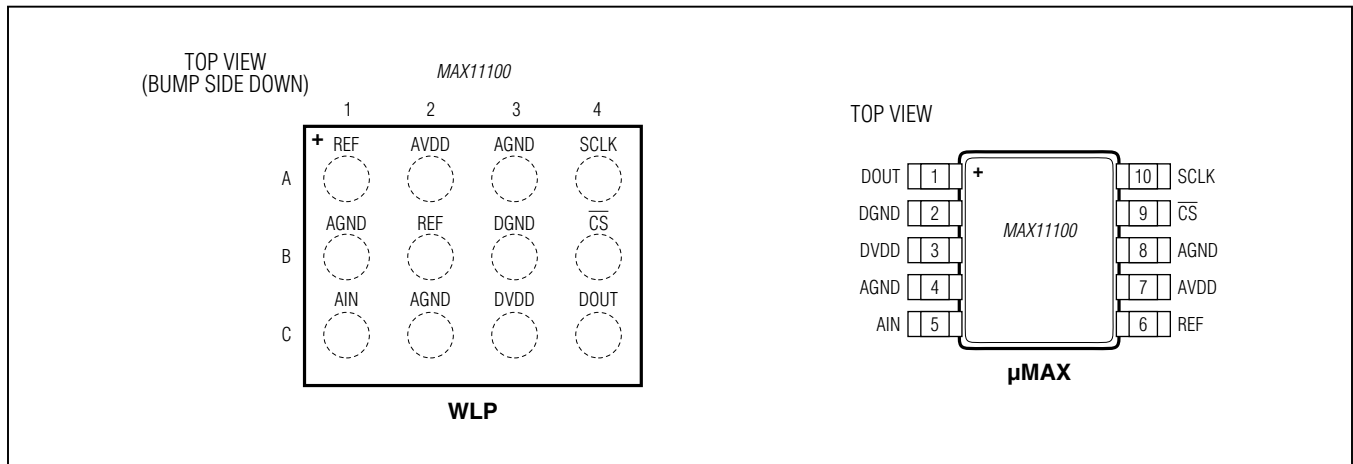 TOP VIEW
(BUMP SIDE DOWN)
MAX11100
1 2 3 4
+ REF AVDD AGND SCLK
A
AGND REF DGND C̅S̅
B
AIN AGND DVDD DOUT
C
WLP
TOP VIEW
DOUT 1 + 10 SCLK
DGND 2 9 C̅S̅
MAX11100
DVDD 3 8 AGND
AGND 4 7 AVDD
AIN 5 6 REF
µMAX